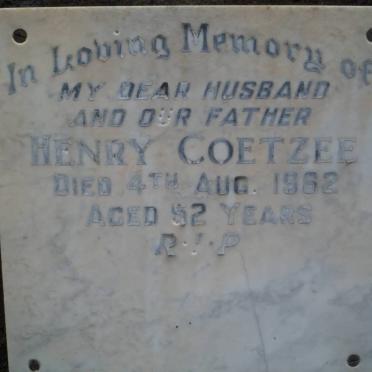 In Loving Memory of
MY DEAR HUSBAND
AND OUR FATHER
HENRY COETZEE
DIED 4TH AUG. 1962
AGED 52 YEARS
R·I·P